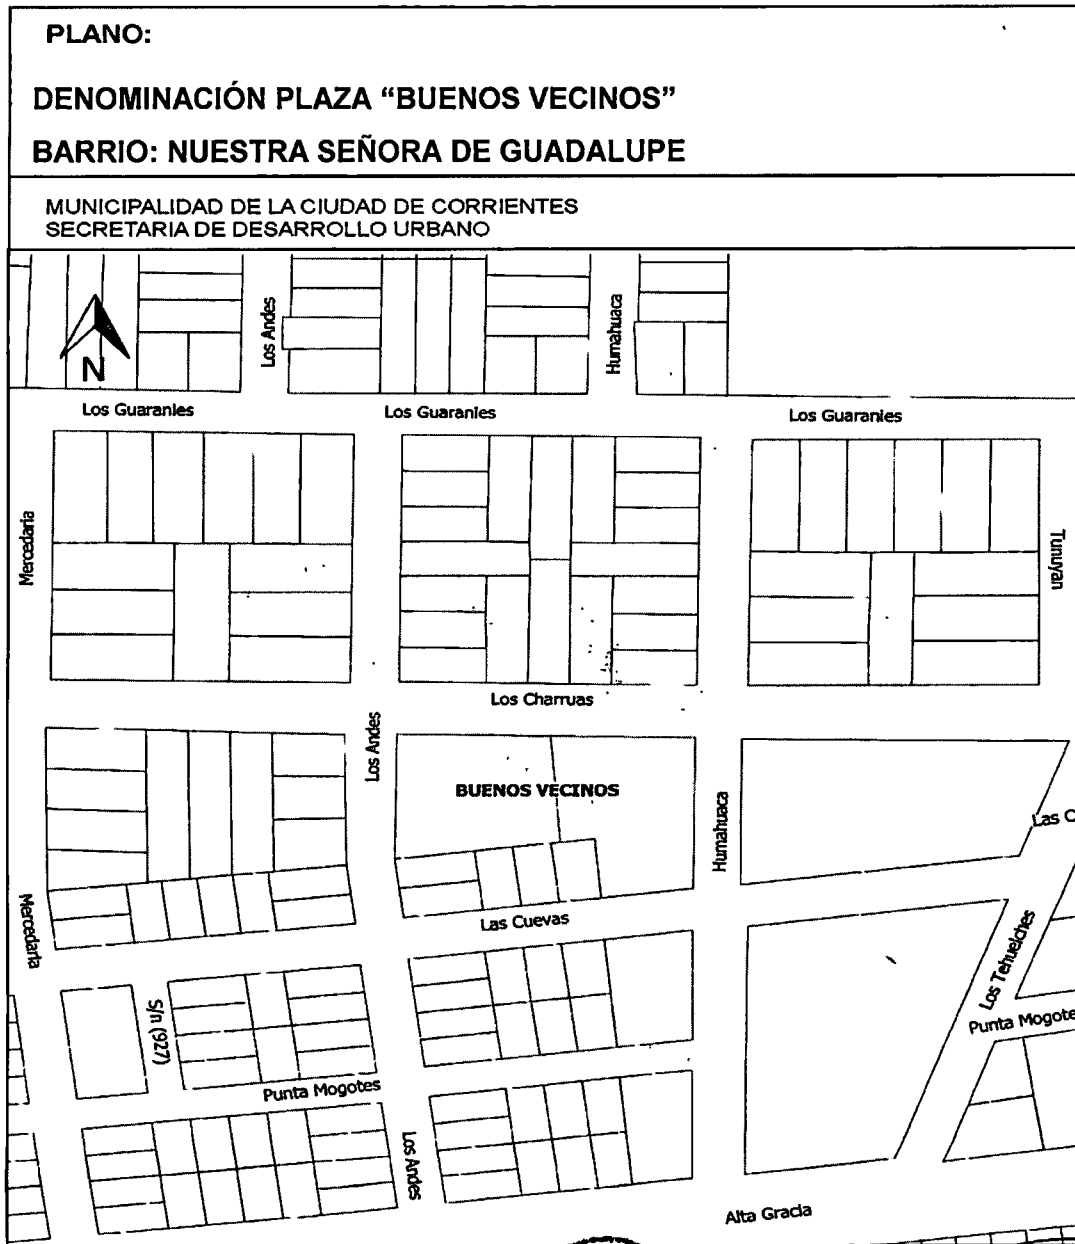 PLANO:
DENOMINACIÓN PLAZA “BUENOS VECINOS”
BARRIO: NUESTRA SEÑORA DE GUADALUPE
MUNICIPALIDAD DE LA CIUDAD DE CORRIENTES
SECRETARIA DE DESARROLLO URBANO
N
Los Andes
Humahuaca
Los Guaranies
Los Guaranies
Los Guaranies
Mercedaria
Tunuyan
Los Charruas
Los Andes
BUENOS VECINOS
Humahuaca
Las C
Mercedaria
Las Cuevas
Los Tehuelches
S/n (927)
Punta Mogote
Punta Mogotes
Los Andes
Alta Gracia